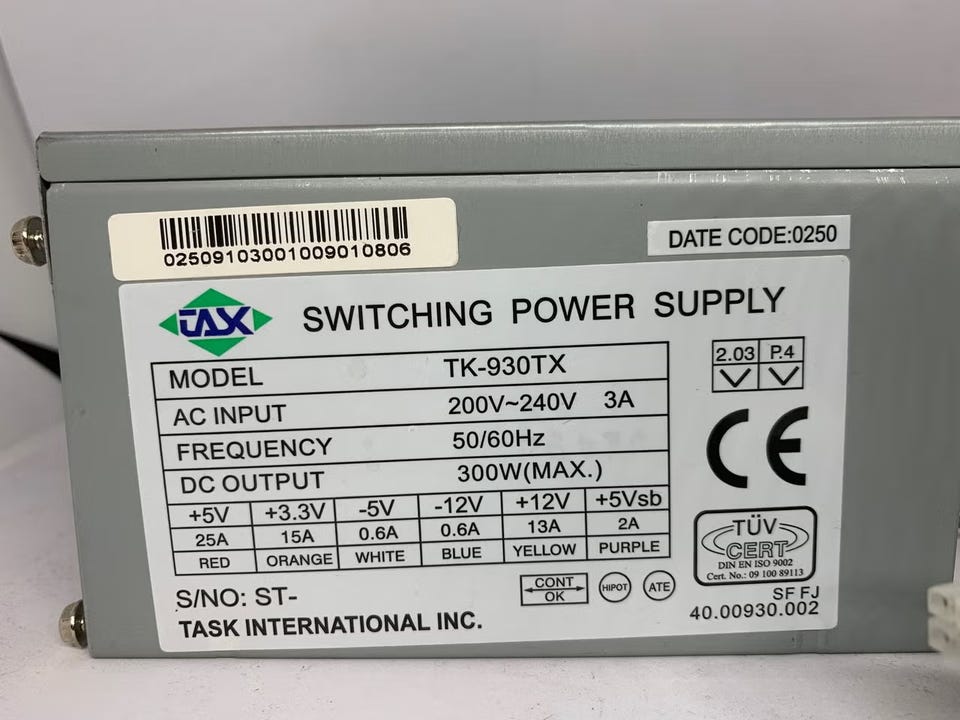 02509103001009010806
DATE CODE:0250
TASK
SWITCHING POWER SUPPLY
MODEL TK-930TX
AC INPUT 200V~240V 3A
FREQUENCY 50/60Hz
DC OUTPUT 300W(MAX.)
+5V +3.3V -5V -12V +12V +5Vsb
25A 15A 0.6A 0.6A 13A 2A
RED ORANGE WHITE BLUE YELLOW PURPLE
2.03 P.4
CE
TÜV
CERT
DIN EN ISO 9002
Cert. No.: 09 100 89113
S/NO: ST-
CONT
OK
HIPOT
ATE
SF FJ
40.00930.002
TASK INTERNATIONAL INC.